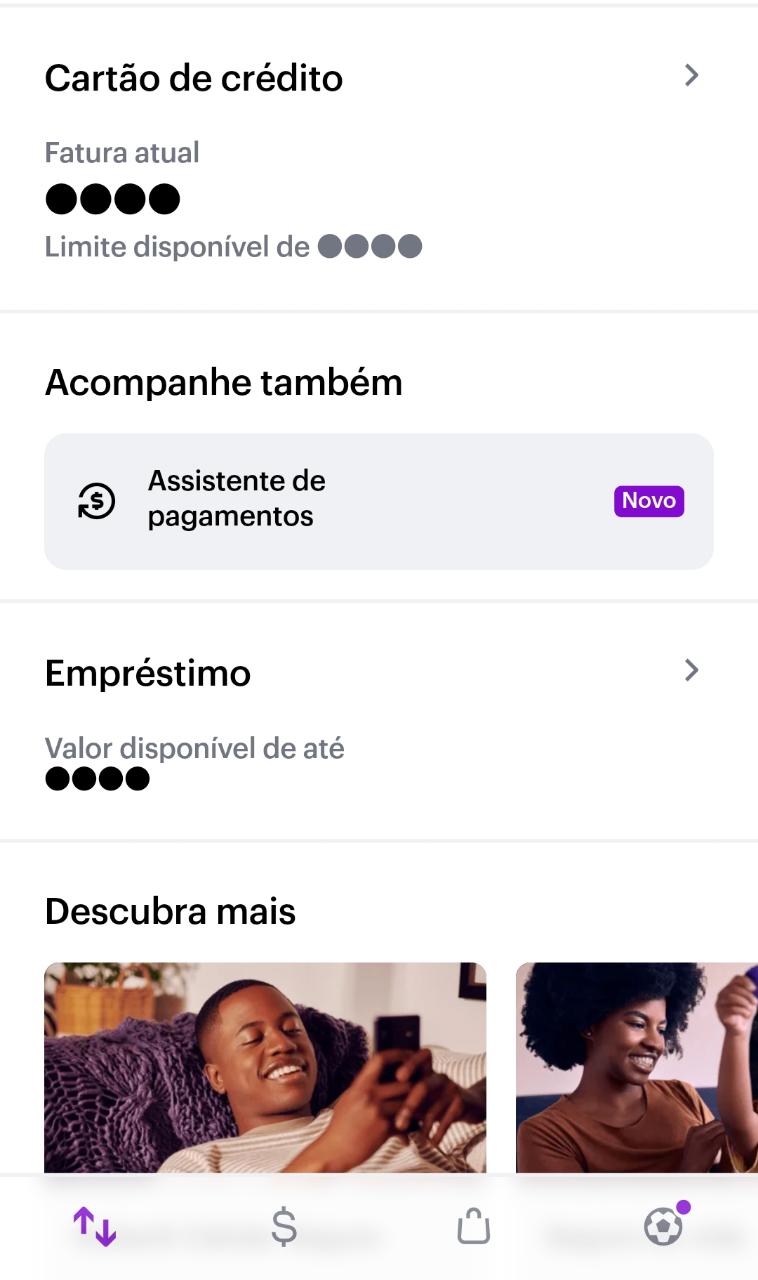 Cartão de crédito
Fatura atual
Limite disponível de
Acompanhe também
Assistente de
pagamentos
Novo
Empréstimo
Valor disponível de até
Descubra mais